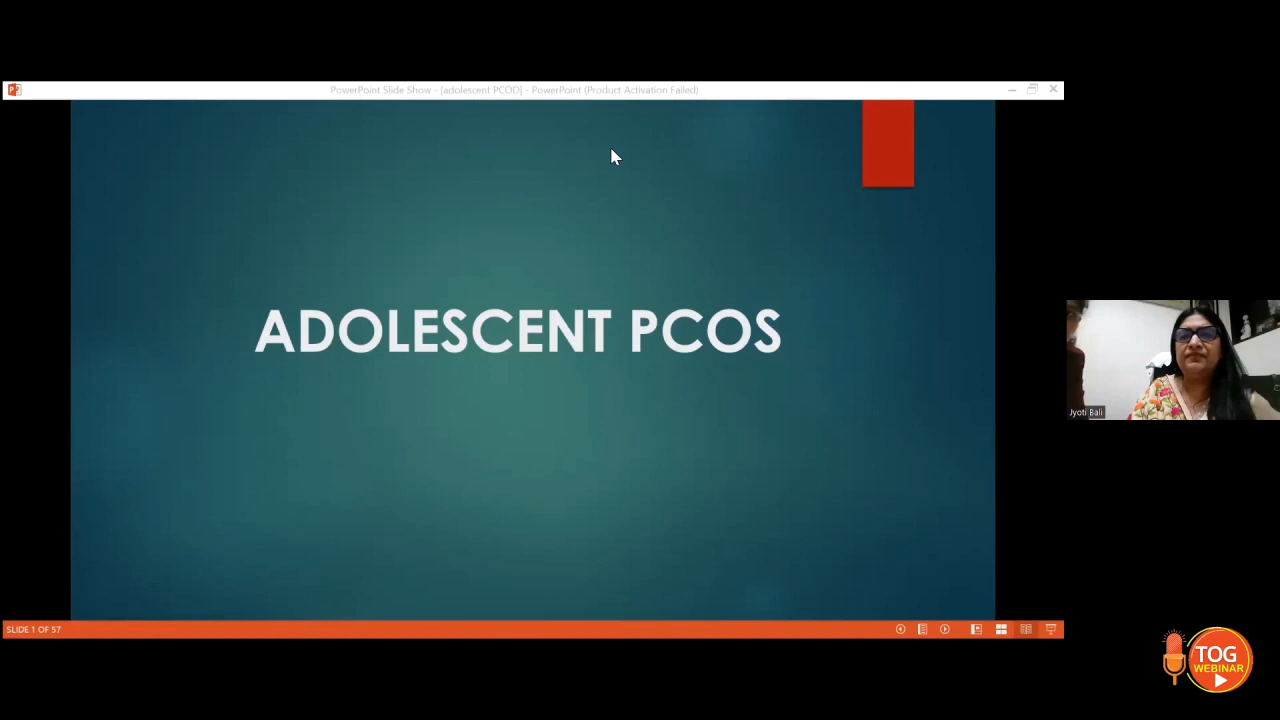 PowerPoint Slide Show - [adolescent PCOD] - PowerPoint (Product Activation Failed)
ADOLESCENT PCOS
Jyoti Bali
SLIDE 1 OF 57
TOG
WEBINAR